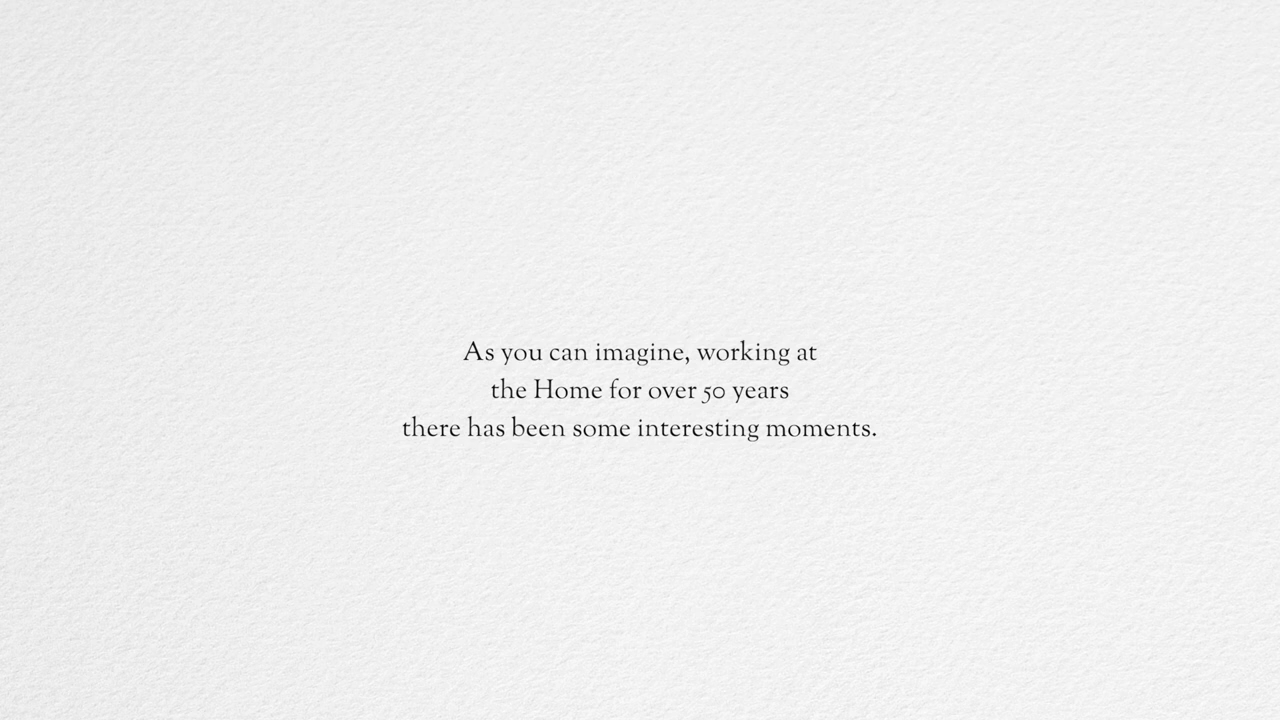 As you can imagine, working at
the Home for over 50 years
there has been some interesting moments.